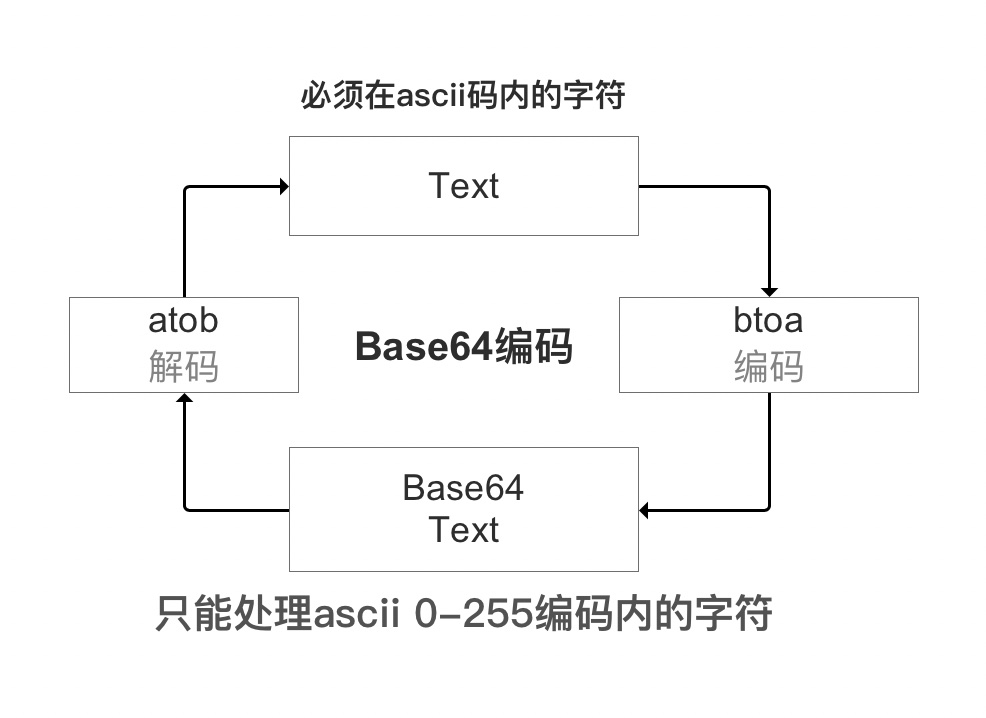 必须在ascii码内的字符
Text
atob
解码
Base64编码
btoa
编码
Base64
Text
只能处理ascii 0–255编码内的字符